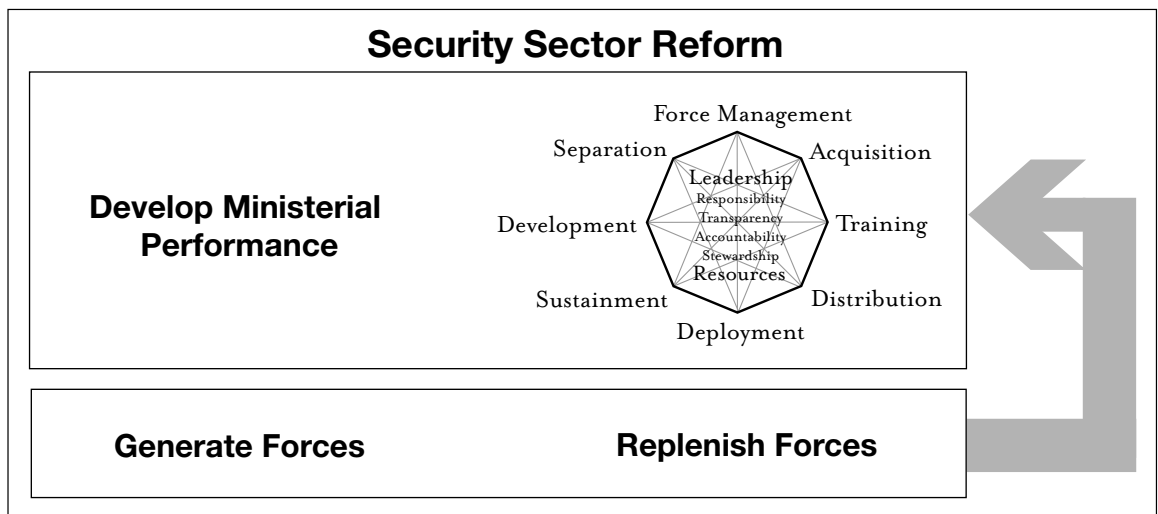 Security Sector Reform
Develop Ministerial
Performance
Force Management
Separation
Acquisition
Leadership
Responsibility
Development
Transparency
Training
Accountability
Stewardship
Resources
Sustainment
Distribution
Deployment
Generate Forces
Replenish Forces